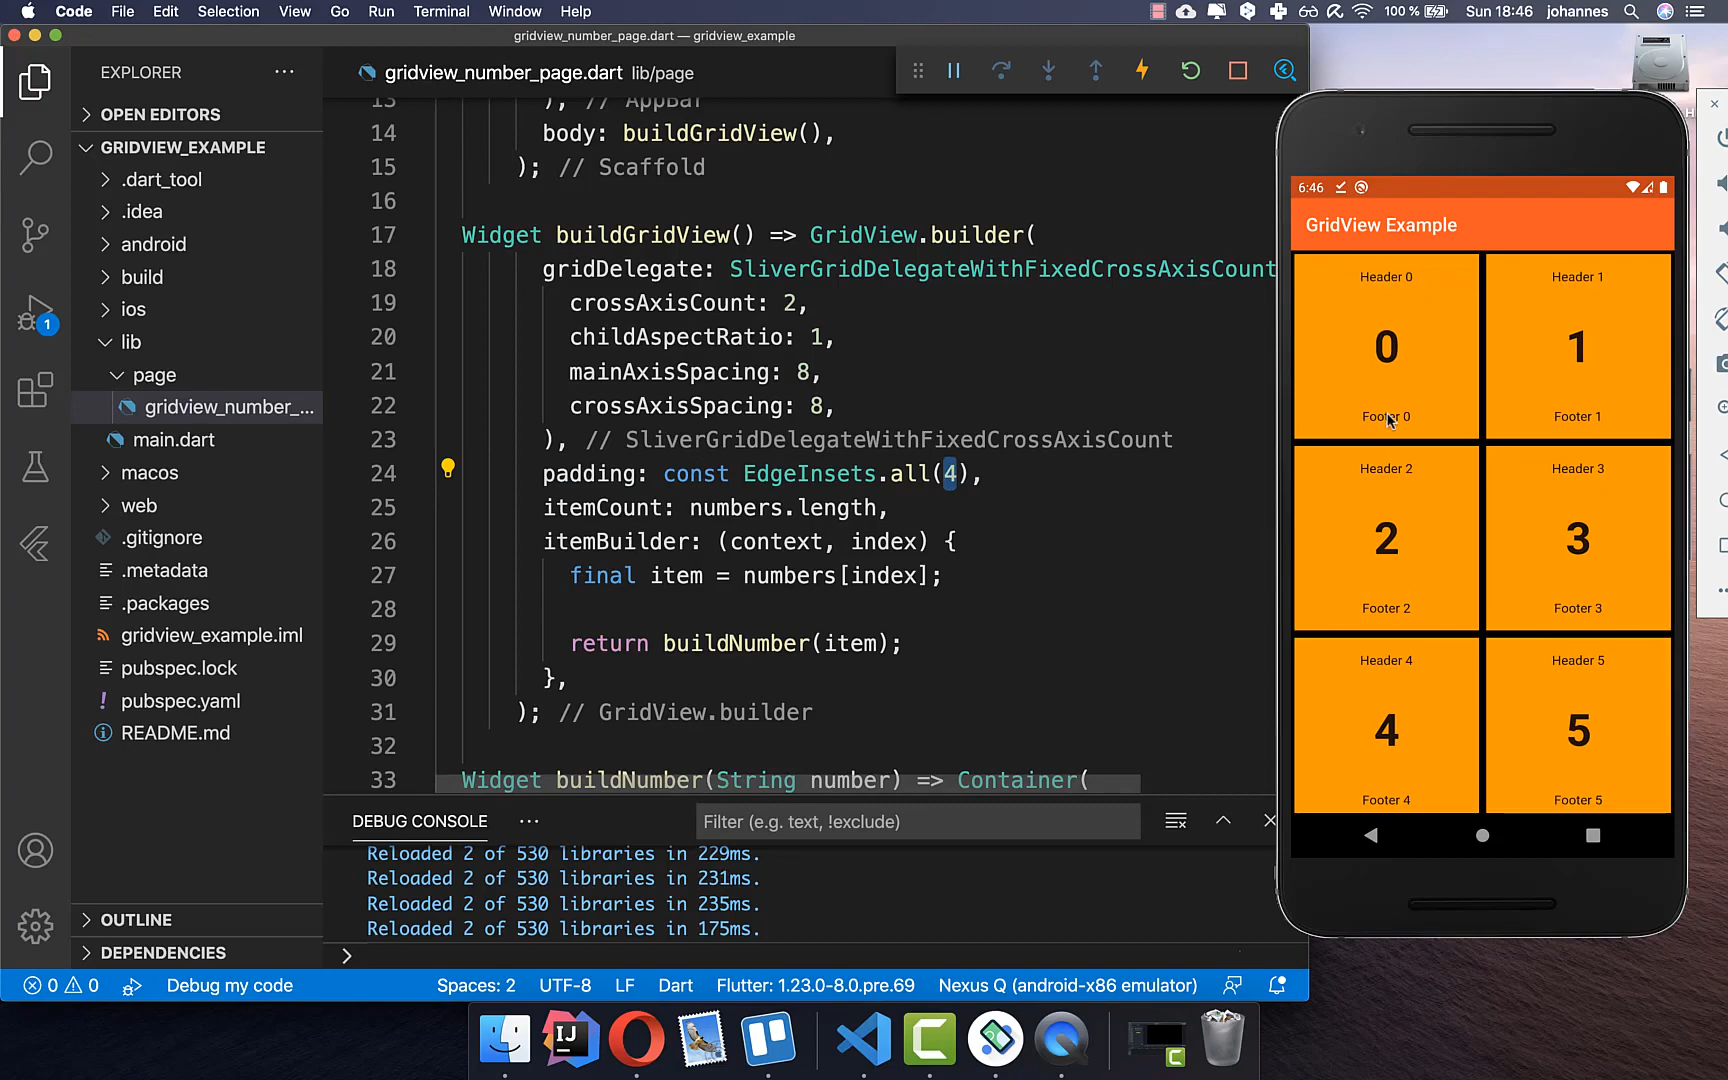 Code File Edit Selection View Go Run Terminal Window Help
100 % Sun 18:46 johannes
gridview_number_page.dart — gridview_example
EXPLORER
OPEN EDITORS
GRIDVIEW_EXAMPLE
.dart_tool
.idea
android
build
ios
lib
page
gridview_number_...
main.dart
macos
web
.gitignore
.metadata
.packages
gridview_example.iml
pubspec.lock
pubspec.yaml
README.md
OUTLINE
DEPENDENCIES
1
gridview_number_page.dart lib/page
13 ), // AppBar
14 body: buildGridView(),
15 ); // Scaffold
16
17 Widget buildGridView() => GridView.builder(
18 gridDelegate: SliverGridDelegateWithFixedCrossAxisCount
19 crossAxisCount: 2,
20 childAspectRatio: 1,
21 mainAxisSpacing: 8,
22 crossAxisSpacing: 8,
23 ), // SliverGridDelegateWithFixedCrossAxisCount
24 padding: const EdgeInsets.all(4),
25 itemCount: numbers.length,
26 itemBuilder: (context, index) {
27 final item = numbers[index];
28
29 return buildNumber(item);
30 },
31 ); // GridView.builder
32
33 Widget buildNumber(String number) => Container(
DEBUG CONSOLE
Filter (e.g. text, !exclude)
Reloaded 2 of 530 libraries in 229ms.
Reloaded 2 of 530 libraries in 231ms.
Reloaded 2 of 530 libraries in 235ms.
Reloaded 2 of 530 libraries in 175ms.
0 0 Debug my code Spaces: 2 UTF-8 LF Dart Flutter: 1.23.0-8.0.pre.69 Nexus Q (android-x86 emulator)
6:46
GridView Example
Header 0 Header 1
0 1
Footer 0 Footer 1
Header 2 Header 3
2 3
Footer 2 Footer 3
Header 4 Header 5
4 5
Footer 4 Footer 5
IJ